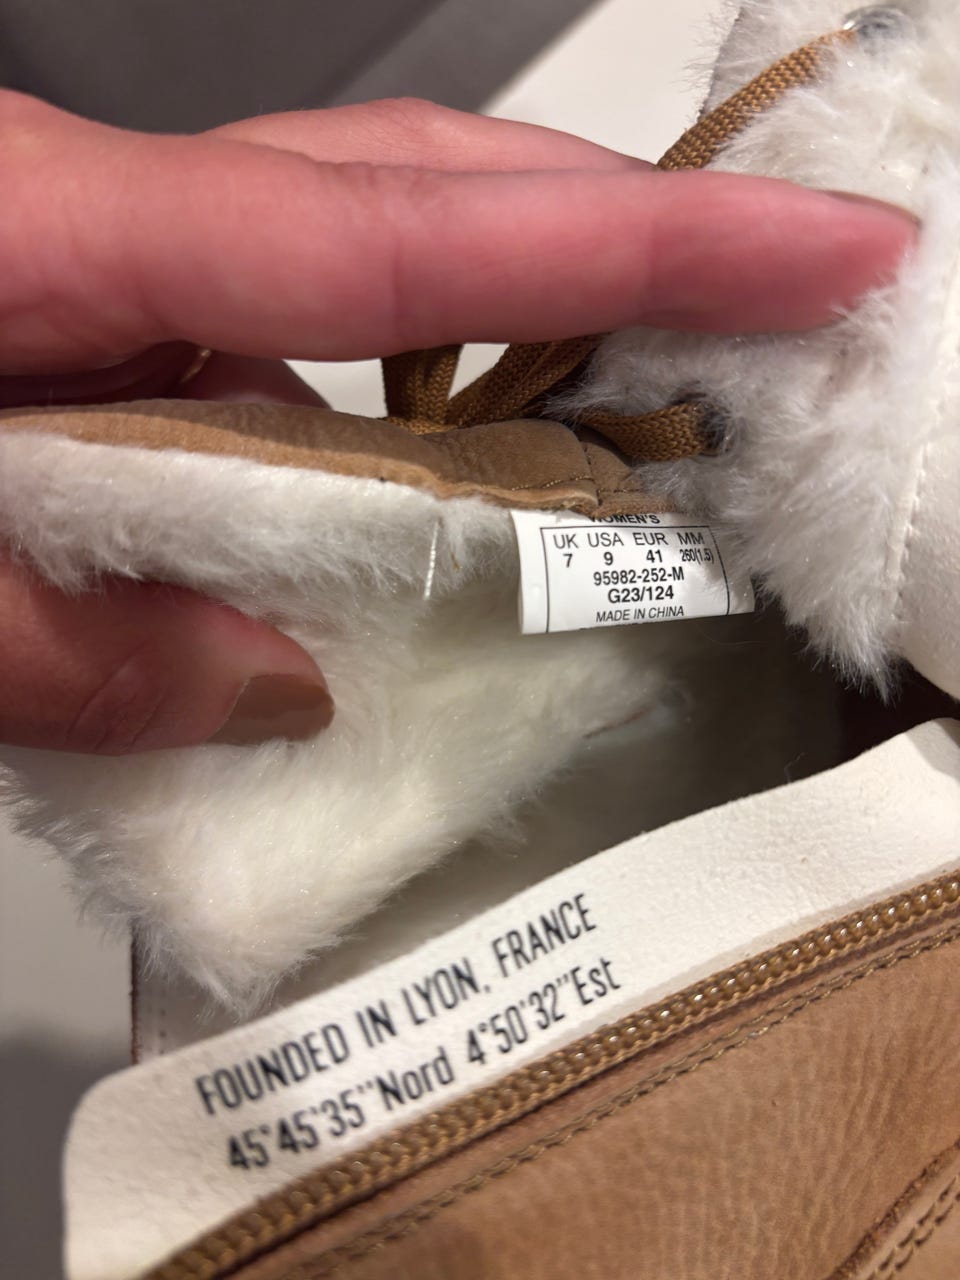 WOMEN'S
UK USA EUR MM
7 9 41 260(1.5)
95982-252-M
G23/124
MADE IN CHINA
FOUNDED IN LYON, FRANCE
45°45'35"Nord 4°50'32"Est